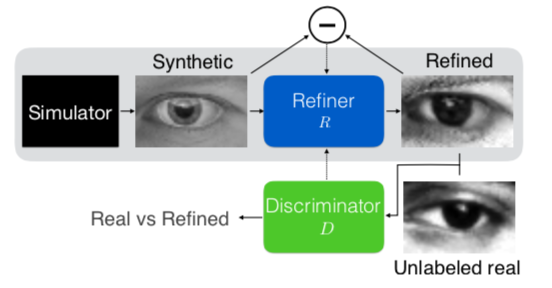 Synthetic
Refined
Simulator
Refiner
R
Discriminator
D
Real vs Refined
Unlabeled real